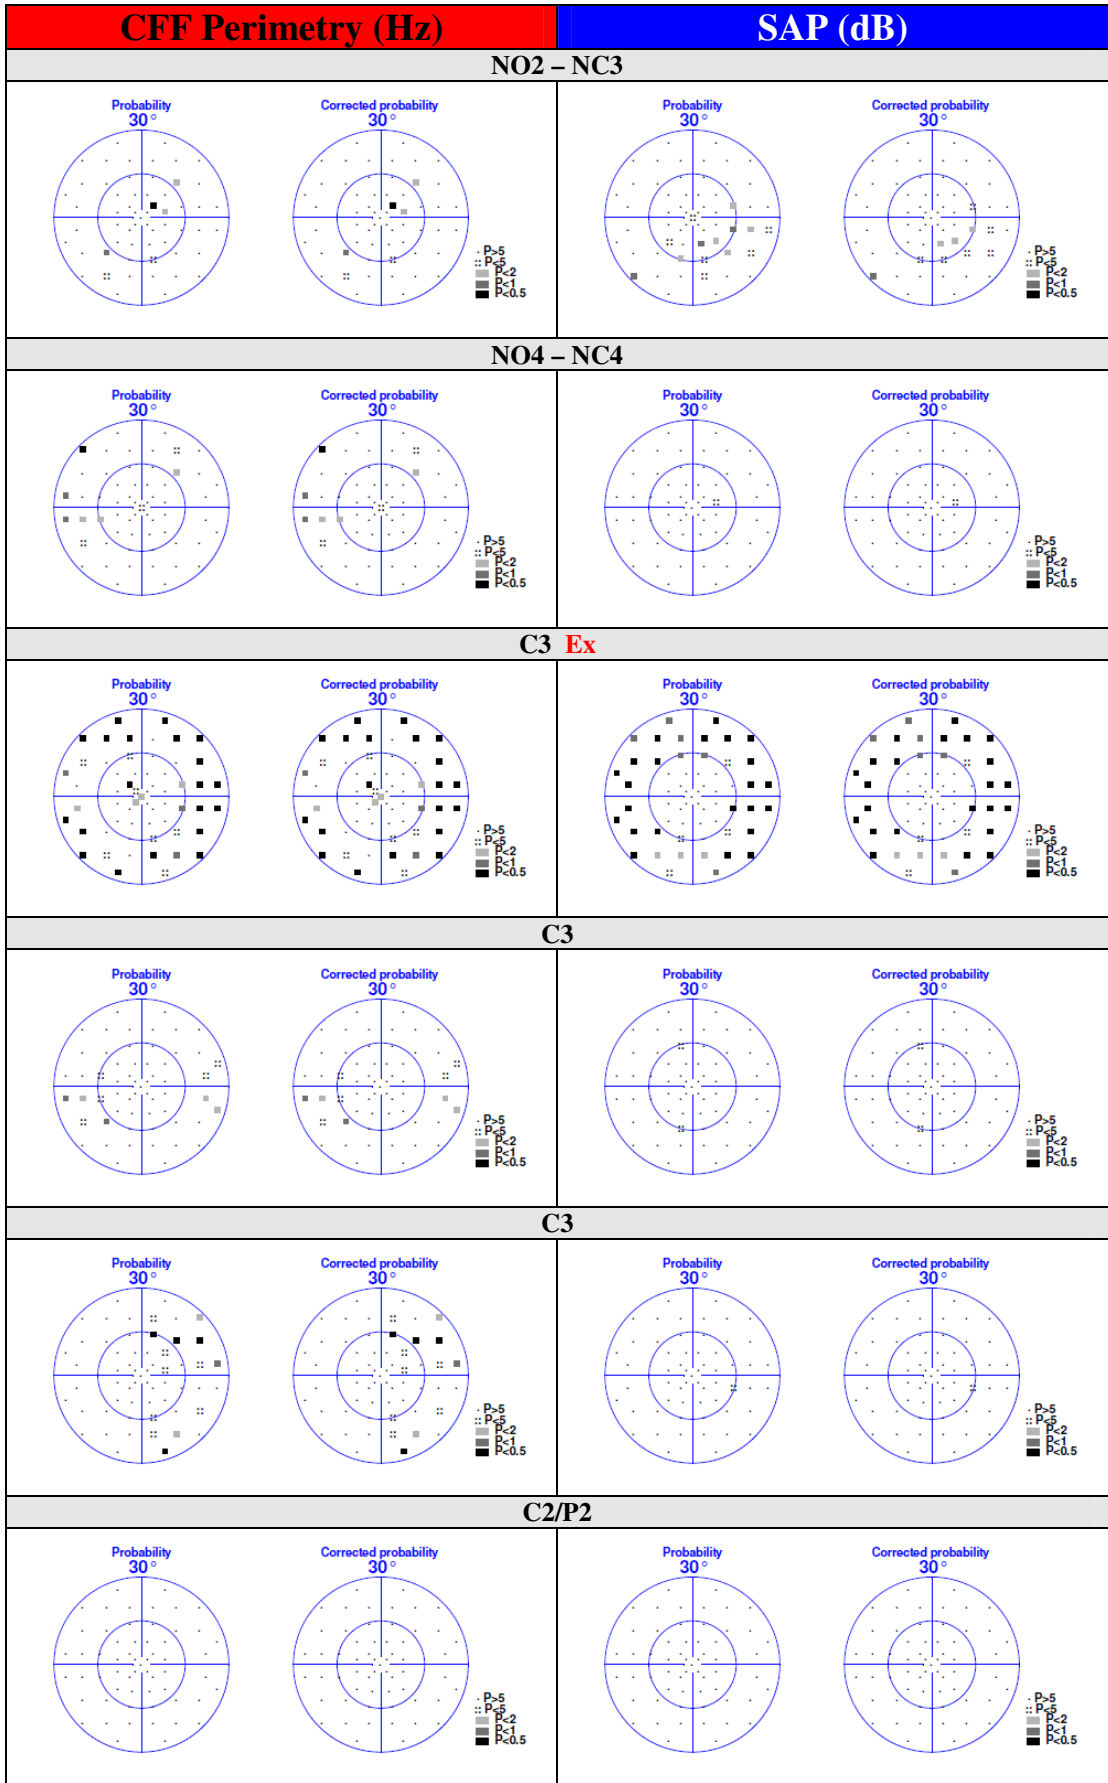 CFF Perimetry (Hz) SAP (dB)
NO2 – NC3
Probability Corrected probability Probability Corrected probability
30° 30° 30° 30°
· P>5 · P>5
:: P<5 :: P<5
P<2 P<2
P<1 P<1
P<0.5 P<0.5
NO4 – NC4
Probability Corrected probability Probability Corrected probability
30° 30° 30° 30°
· P>5 · P>5
:: P<5 :: P<5
P<2 P<2
P<1 P<1
P<0.5 P<0.5
C3 Ex
Probability Corrected probability Probability Corrected probability
30° 30° 30° 30°
· P>5 · P>5
:: P<5 :: P<5
P<2 P<2
P<1 P<1
P<0.5 P<0.5
C3
Probability Corrected probability Probability Corrected probability
30° 30° 30° 30°
· P>5 · P>5
:: P<5 :: P<5
P<2 P<2
P<1 P<1
P<0.5 P<0.5
C3
Probability Corrected probability Probability Corrected probability
30° 30° 30° 30°
· P>5 · P>5
:: P<5 :: P<5
P<2 P<2
P<1 P<1
P<0.5 P<0.5
C2/P2
Probability Corrected probability Probability Corrected probability
30° 30° 30° 30°
· P>5 · P>5
:: P<5 :: P<5
P<2 P<2
P<1 P<1
P<0.5 P<0.5